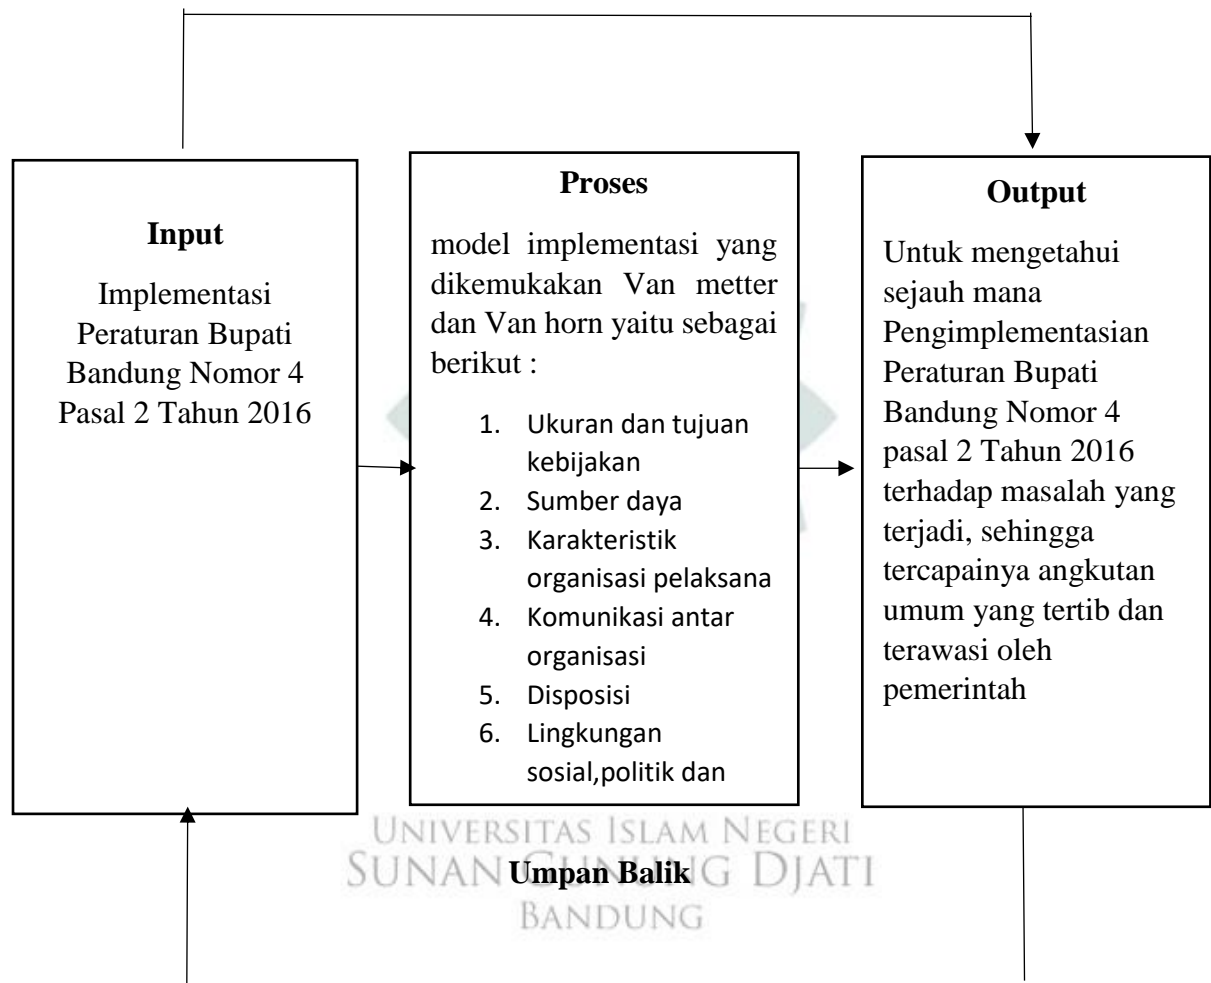 Input
Implementasi
Peraturan Bupati
Bandung Nomor 4
Pasal 2 Tahun 2016
Proses
model implementasi yang
dikemukakan Van metter
dan Van horn yaitu sebagai
berikut :
1. Ukuran dan tujuan
kebijakan
2. Sumber daya
3. Karakteristik
organisasi pelaksana
4. Komunikasi antar
organisasi
5. Disposisi
6. Lingkungan
sosial,politik dan
Output
Untuk mengetahui
sejauh mana
Pengimplementasian
Peraturan Bupati
Bandung Nomor 4
pasal 2 Tahun 2016
terhadap masalah yang
terjadi, sehingga
tercapainya angkutan
umum yang tertib dan
terawasi oleh
pemerintah
UNIVERSITAS ISLAM NEGERI
SUNAN GUNUNG DJATI
BANDUNG
Umpan Balik